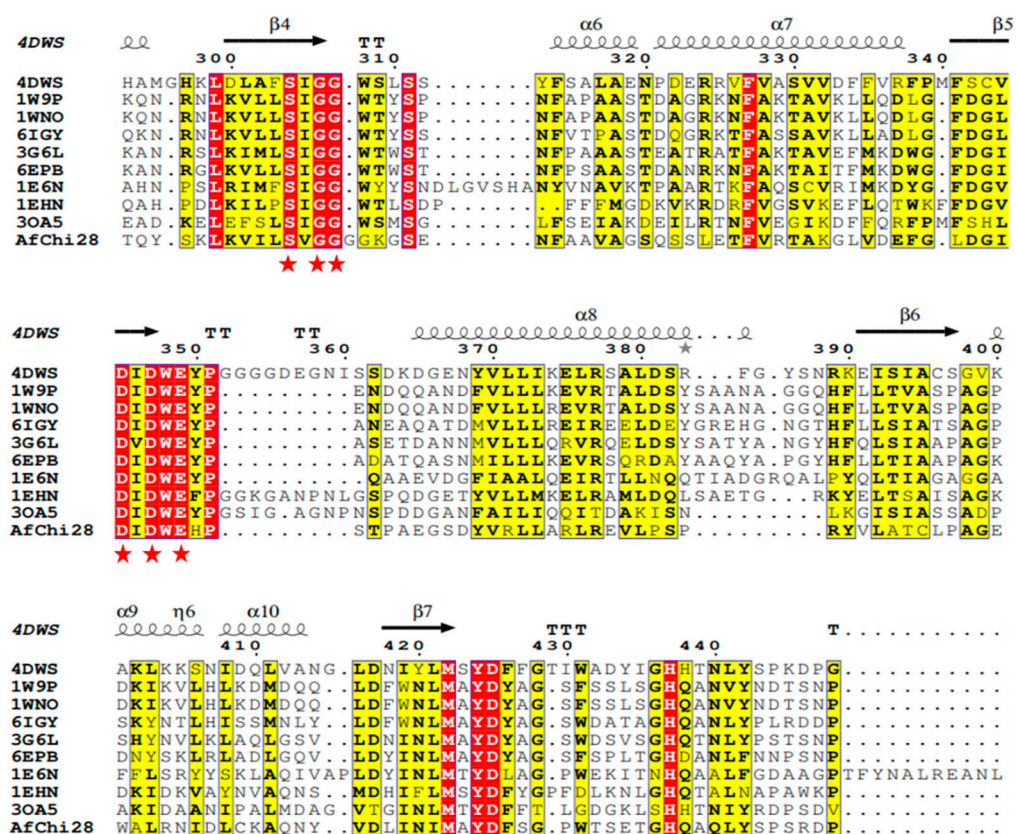 β4 α6 α7 β5
4DWS TT
300 310 320 330 340
4DWS HAMGHKLDLAFSIGG.WSLSS.......YFSALAENPDERRVFVASVVDFFVRFPMFSCV
1W9P KQN.RNLKVLLSIGG.WTYSP.......NFAPAASTDAGRKNFAKTAVKLLQDLG.FDGL
1WNO KQN.RNLKVLLSIGG.WTYSP.......NFAPAASTDAGRKNFAKTAVKLLQDLG.FDGL
6IGY QKN.RNLKVLLSIGG.WTYSS.......NFVTPASTDQGRKTFASSAVKLLADLG.FDGI
3G6L KAN.RSLKIMLSIGG.WTWST.......NFPAAASTEATRATFAKTAVEFMKDWG.FDGI
6EPB KAN.RGLKVLLSIGG.WTWST.......NFPSAASTDANRKNFAKTAITFMKDWG.FDGI
1E6N AHN.PSLRIMFSIGG.WYYSNDLGVSHANYVNAVKTPAARTKFAQSCVRIMKDYG.FDGV
1EHN QAH.PDLKILPSIGG.WTLSDP........FFFMGDKVKRDRFVGSVKEFLQTWKFFDGV
3OA5 EAD.KELEFSLSIGG.WSMSG.......LFSEIAKDEILRTNFVEGIKDFFQRFPMFSHL
AfChi28 TQY.SKLKVILSVGGGGKGSE.......NFAAVAGSQSSLETFVRTAKGLVDEFG.LDGI
α8 β6
4DWS TT TT
350 360 370 380 390 400
4DWS DIDWEYPGGGGDEGNISSDKDGENYVLLIKELRSALDSR...FG.YSNRKEISIACSGVK
1W9P DIDWEYP.........ENDQQANDFVLLLKEVRTALDSYSAANA.GGQHFLLTVASPAGP
1WNO DIDWEYP.........ENDQQANDFVLLLKEVRTALDSYSAANA.GGQHFLLTVASPAGP
6IGY DIDWEYP.........ANEAQATDMVLLLREIREELDEYGREHG.NGTHFLLSIAAPAGP
3G6L DVDWEYP.........ASETDANNMVLLLQRVRQELDSYSATYA.NGYHFQLSIAAPAGP
6EPB DIDWEYP.........ADATQASNMILLLKEVRSQRDAYAAQYA.PGYHFLLTIAAPAGK
1E6N DIDWEYP.........QAAEVDGFIAALQEIRTLLNQQTIADGRQALPYQLTIAGAGGA
1EHN DIDWEFPGGKGANPNLGSPQDGETYVLLMKELRAMLDQLSAETG...RKYELTSAISAGK
3OA5 DIDWEYPGSIG.AGNPNSPDDGANFAILIQQITDAKISN.........LKGISIASSADP
AfChi28 DIDWEHP.........STPAEGSDYVRLLARLREVLPSP.........RYVLATCLPAGE
α9 η6 α10 β7
4DWS TTT T
410 420 430 440
4DWS AKLKKSNIDQLVANG.LDNIYLMSYDFFGTIWADYIGHHTNLYSPKDPG...........
1W9P DKIKVLHLKDMDQQ..LDFWNLMAYDYAG.SFSSLSGHQANVYNDTSNP...........
1WNO DKIKVLHLKDMDQQ..LDFWNLMAYDYAG.SFSSLSGHQANVYNDTSNP...........
6IGY SKYNTLHISSMNLY..LDFWNLMAYDYAG.SWDATAGHQANLYPLRDDP...........
3G6L SHYNVLKLAQLGSV..LDNINLMAYDYAG.SWDSVSGHQTNLYPSTSNP...........
6EPB DNYSKLRLADLGQV..LDYINLMAYDYAG.SFSPLTGHDANLFNNPSNP...........
1E6N FFLSRYYSKLAQIVAPLDYINLMTYDLAG.PWEKITNHQAALFGDAAGPTFYNALREANL
1EHN DKIDKVAYNVAQNS..MDHIFLMSYDFYGPFDLKNLGHQTALNAPAWKP...........
3OA5 AKIDAANIPALMDAG.VTGINLMTYDFFT.LGDGKLSHHTNIYRDPSDV...........
AfChi28 WALRNIDLCKAQNY..VDLINIMAYDFSG.PWTSETGHQAQLYSPSRDP...........